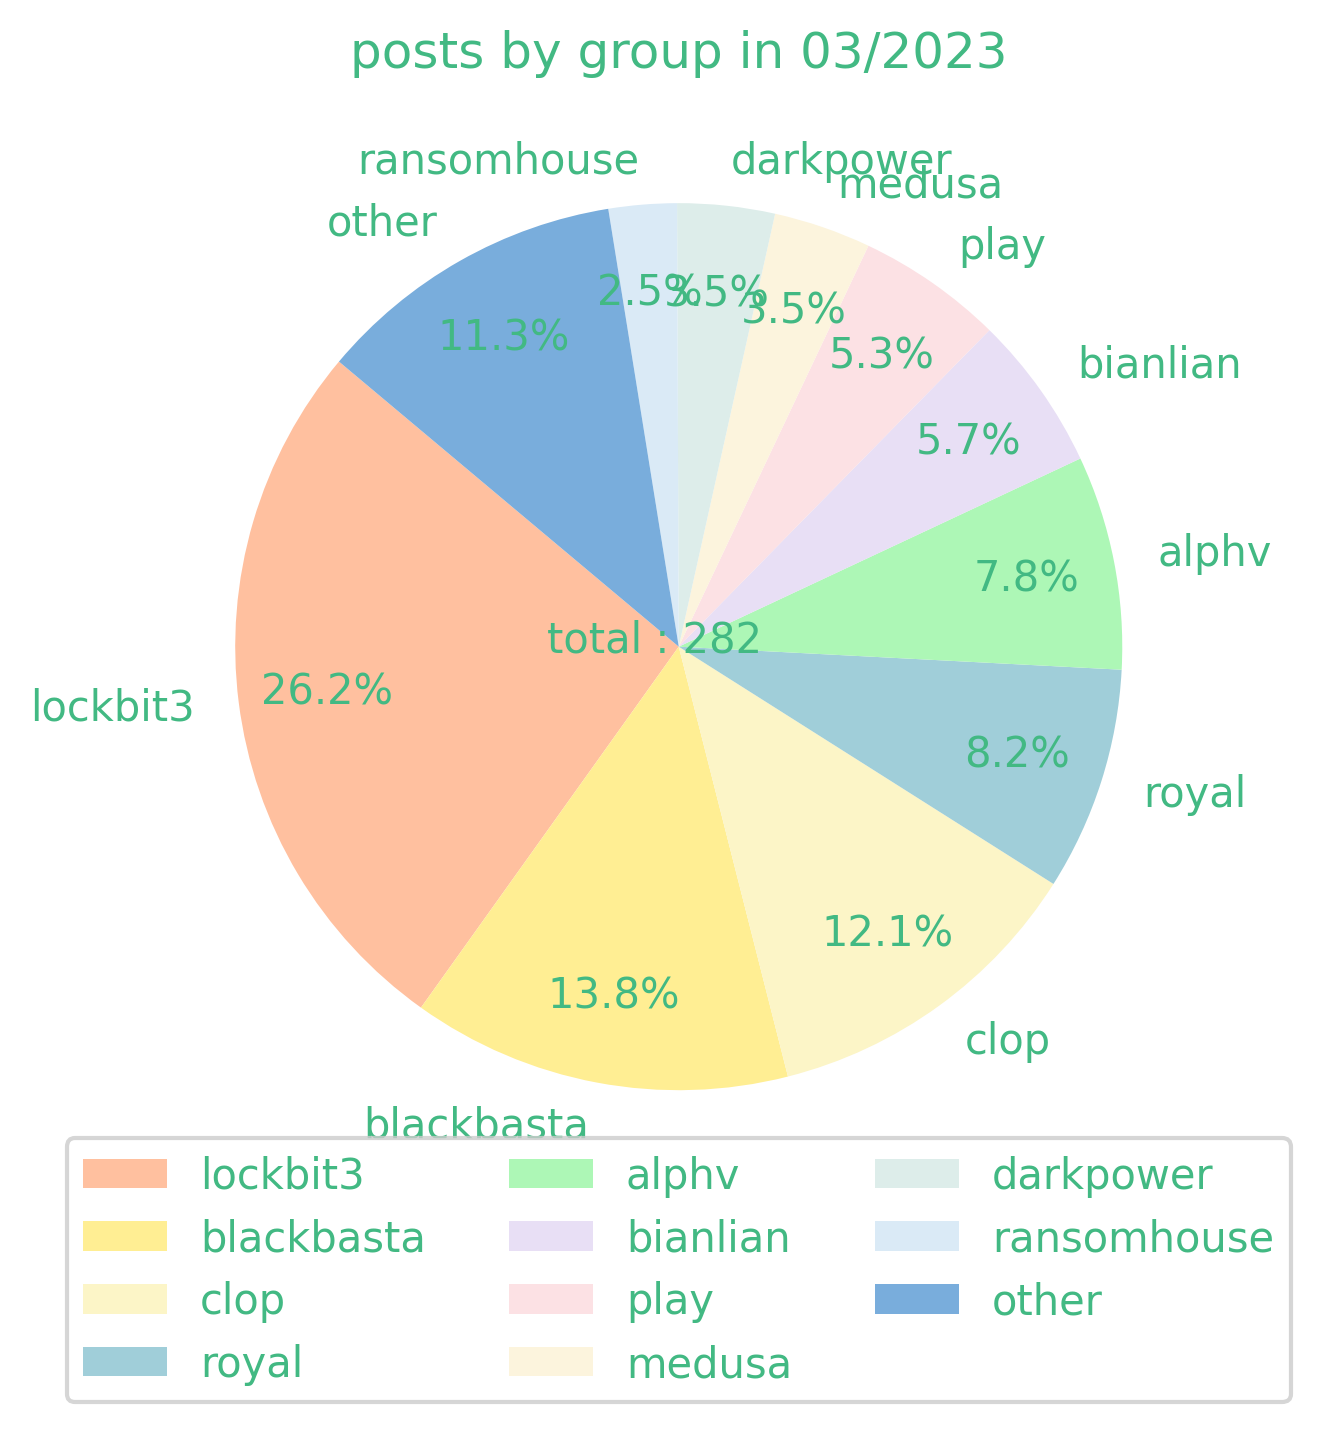 posts by group in 03/2023
ransomhouse
darkpower
medusa
other
play
2.5%
3.5%
3.5%
11.3%
5.3%
bianlian
5.7%
alphv
7.8%
total : 282
lockbit3
26.2%
8.2%
royal
12.1%
13.8%
clop
blackbasta
lockbit3
blackbasta
clop
royal
alphv
bianlian
play
medusa
darkpower
ransomhouse
other